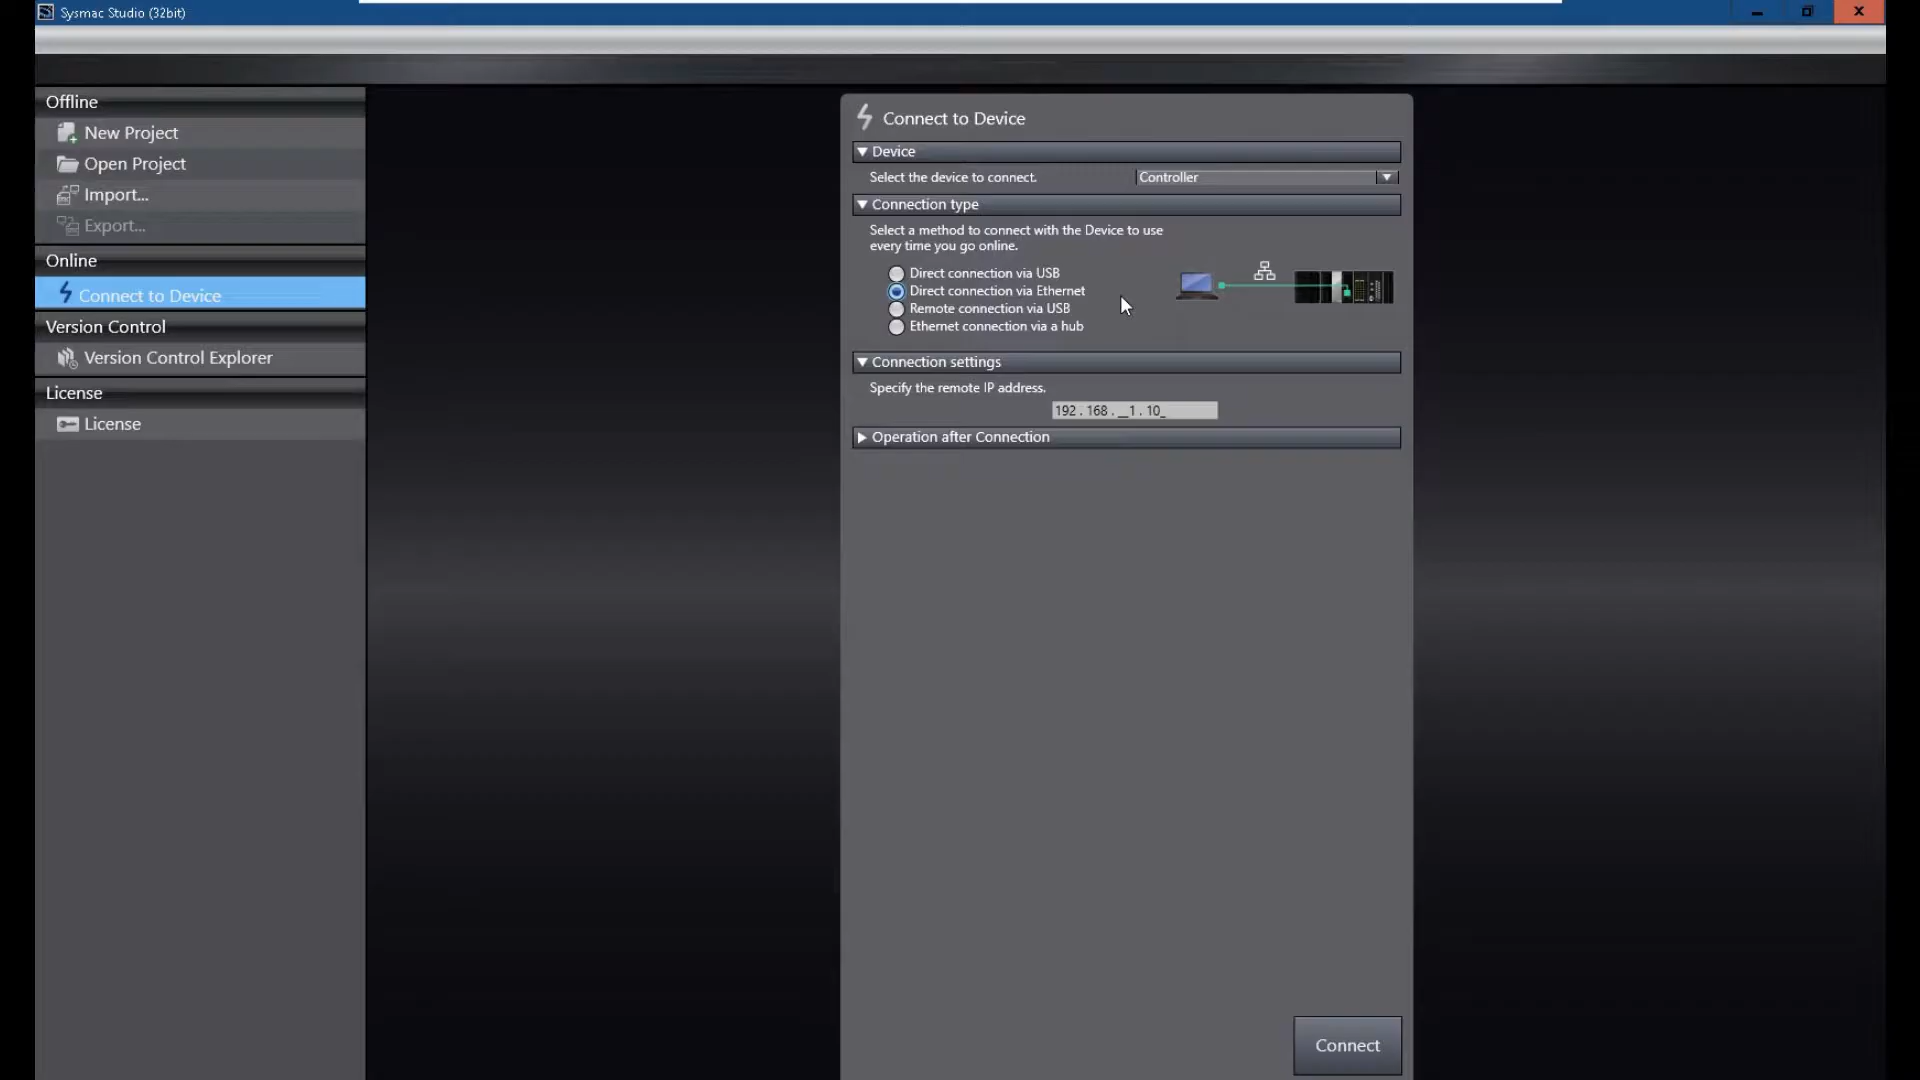 Sysmac Studio (32bit)
Offline
New Project
Open Project
Import...
Export...
Online
Connect to Device
Version Control
Version Control Explorer
License
License
Connect to Device
Device
Select the device to connect.
Controller
Connection type
Select a method to connect with the Device to use
every time you go online.
Direct connection via USB
Direct connection via Ethernet
Remote connection via USB
Ethernet connection via a hub
Connection settings
Specify the remote IP address.
192 . 168 . __1 . 10_
Operation after Connection
Connect